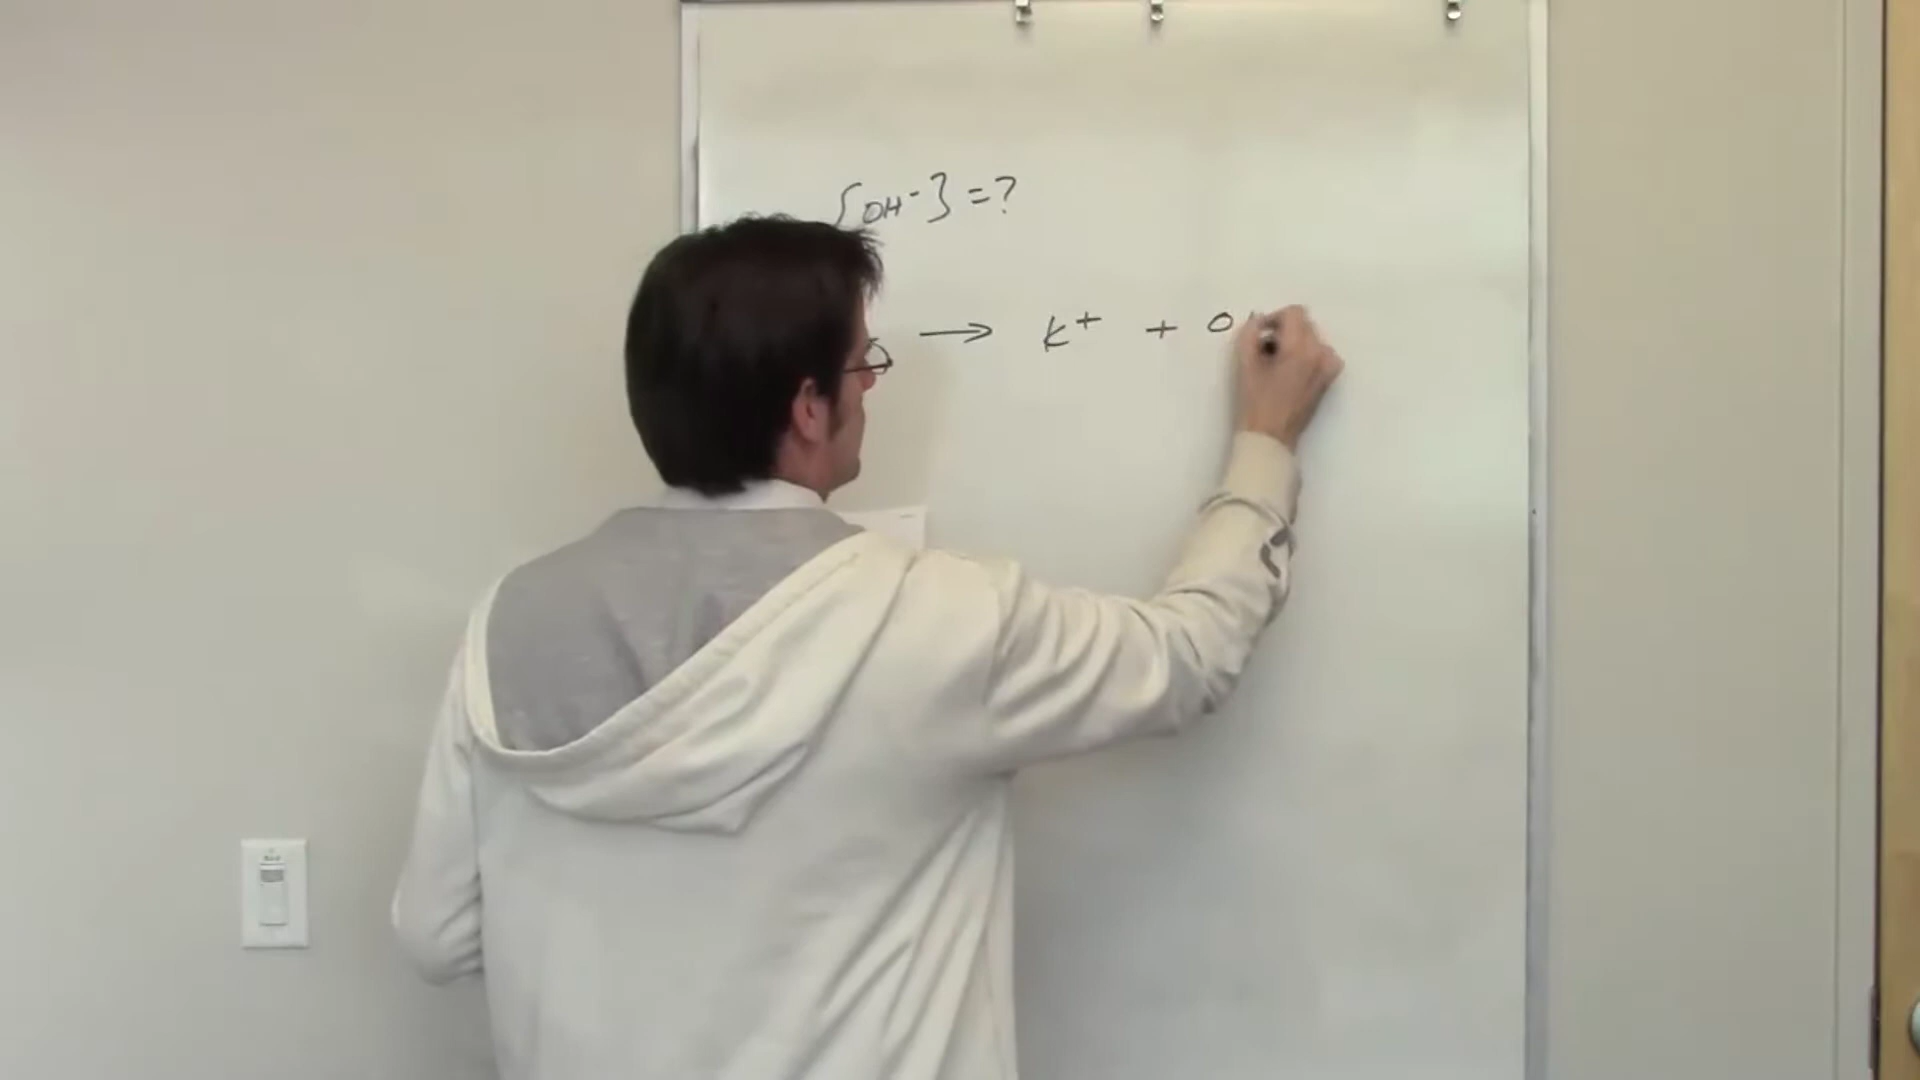 [OH-] = ?
→ K+ + O